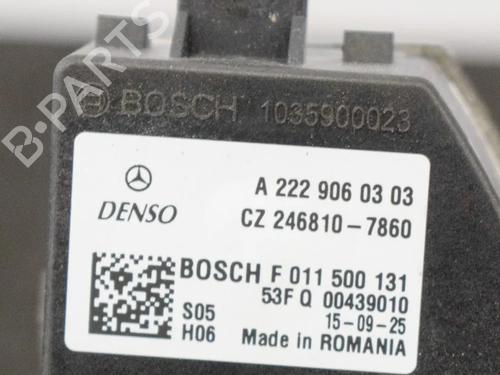 B-PARTS
BOSCH 1035900023
A 222 906 03 03
DENSO CZ 246810-7860
BOSCH F 011 500 131
53F Q 00439010
S05 15-09-25
H06 Made in ROMANIA